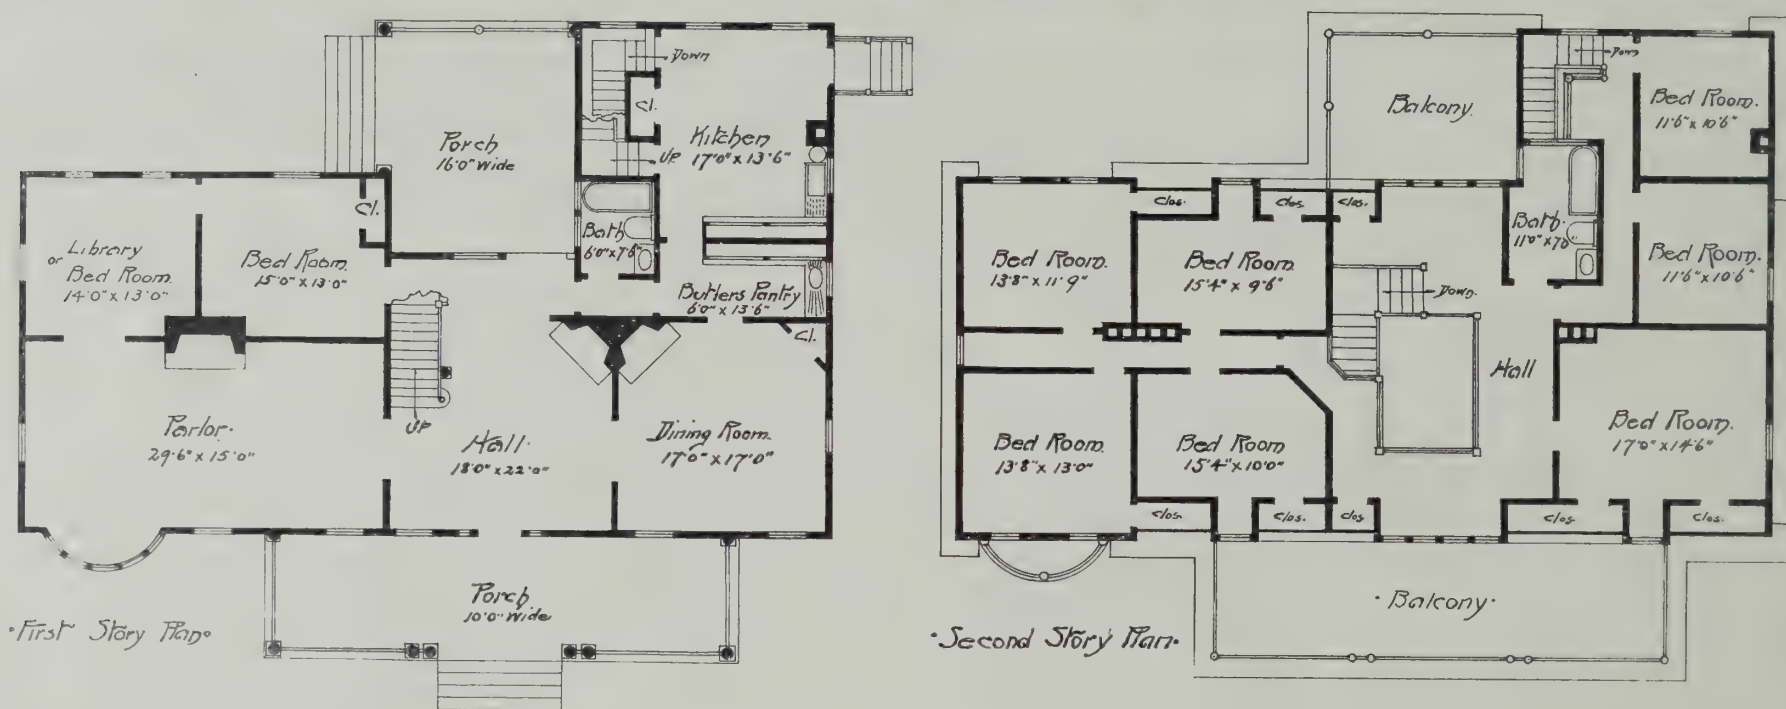 Down
Cl.
Kitchen
17'0" x 13'6"
Porch
16'0" Wide
UP
Cl.
Bath
6'0" x 7'6"
Library
or Bed Room
14'0" x 13'0"
Bed Room.
15'0" x 13'0"
Butlers Pantry
6'0" x 13'6"
Cl.
Parlor.
29'6" x 15'0"
UP
Hall.
18'0" x 22'0"
Dining Room.
17'0" x 17'0"
Porch
10'0" Wide
·First Story Plan·
Down
Balcony.
Bed Room.
11'6" x 10'6"
Clos.
Clos.
Clos.
Bath.
11'0" x 7'0"
Bed Room.
13'8" x 11'9"
Bed Room.
15'4" x 9'6"
Bed Room.
11'6" x 10'6"
Down.
Hall
Bed Room.
13'8" x 13'0"
Bed Room
15'4" x 10'0"
Bed Room.
17'0" x 14'6"
Clos.
Clos.
Clos
Clos.
Clos.
·Balcony·
·Second Story Plan·